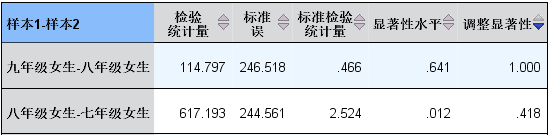 样本1-样本2 检验统计量 标准误 标准检验统计量 显著性水平 调整显著性
九年级女生-八年级女生 114.797 246.518 .466 .641 1.000
八年级女生-七年级女生 617.193 244.561 2.524 .012 .418